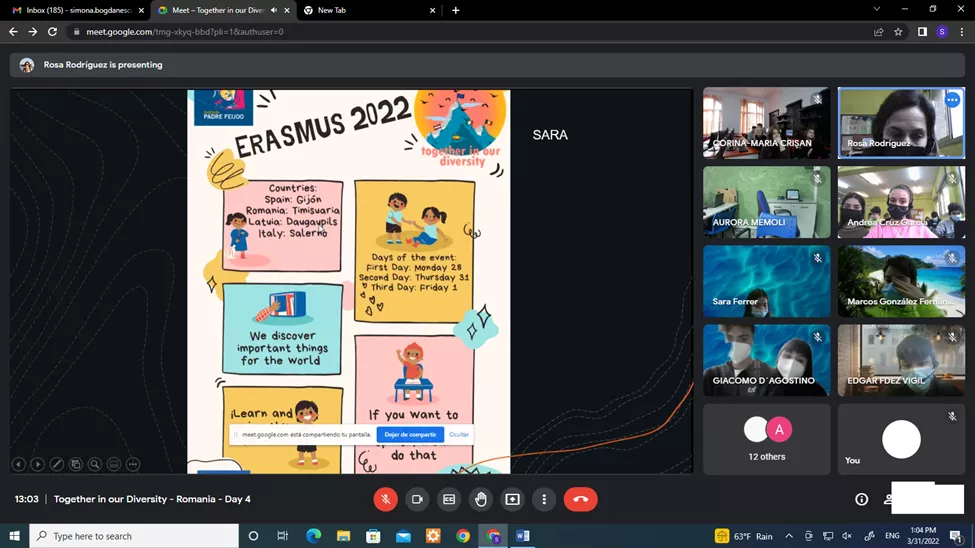 Inbox (185) - simona.bogdanesc
Meet – Together in our Diversi
New Tab
meet.google.com/tmg-xkyq-bbd?pli=1&authuser=0
S
Rosa Rodriguez is presenting
PADRE FEIJOO
ERASMUS 2022
together in our
diversity
SARA
Countries:
Spain: Gijón
Romania: Timisuaria
Latvia: Daugaupils
Italy: Salerno
Days of the event:
First Day: Monday 28
Second Day: Thursday 31
Third Day: Friday 1
We discover
important things
for the world
¡Learn and
If you want to
do that
meet.google.com está compartiendo tu pantalla.
Dejar de compartir
Ocultar
CORINA-MARIA CRIȘAN
Rosa Rodriguez
AURORA MEMOLI
Andrea Cruz García
Sara Ferrer
Marcos González Fernán
GIACOMO D`AGOSTINO
EDGAR FDEZ VIGIL
A
12 others
You
13:03 | Together in our Diversity - Romania - Day 4
Type here to search
63°F Rain
ENG
1:04 PM
3/31/2022